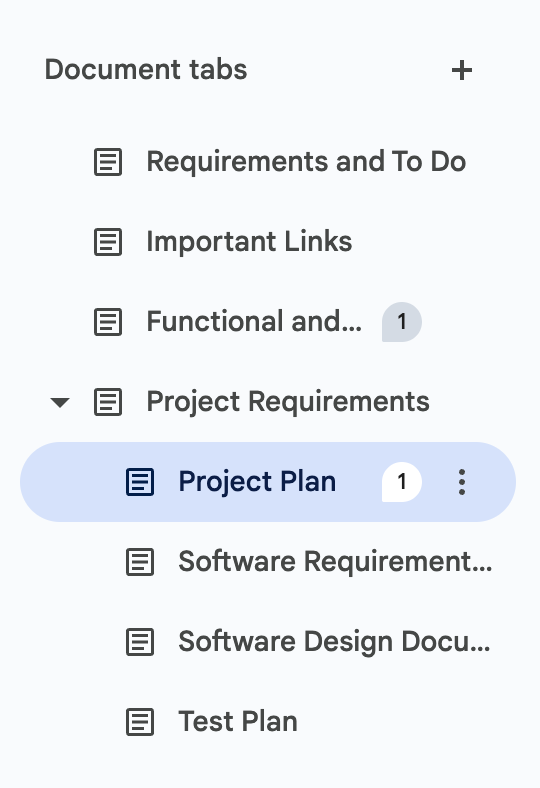 Document tabs
Requirements and To Do
Important Links
Functional and... 1
Project Requirements
Project Plan 1
Software Requirement...
Software Design Docu...
Test Plan